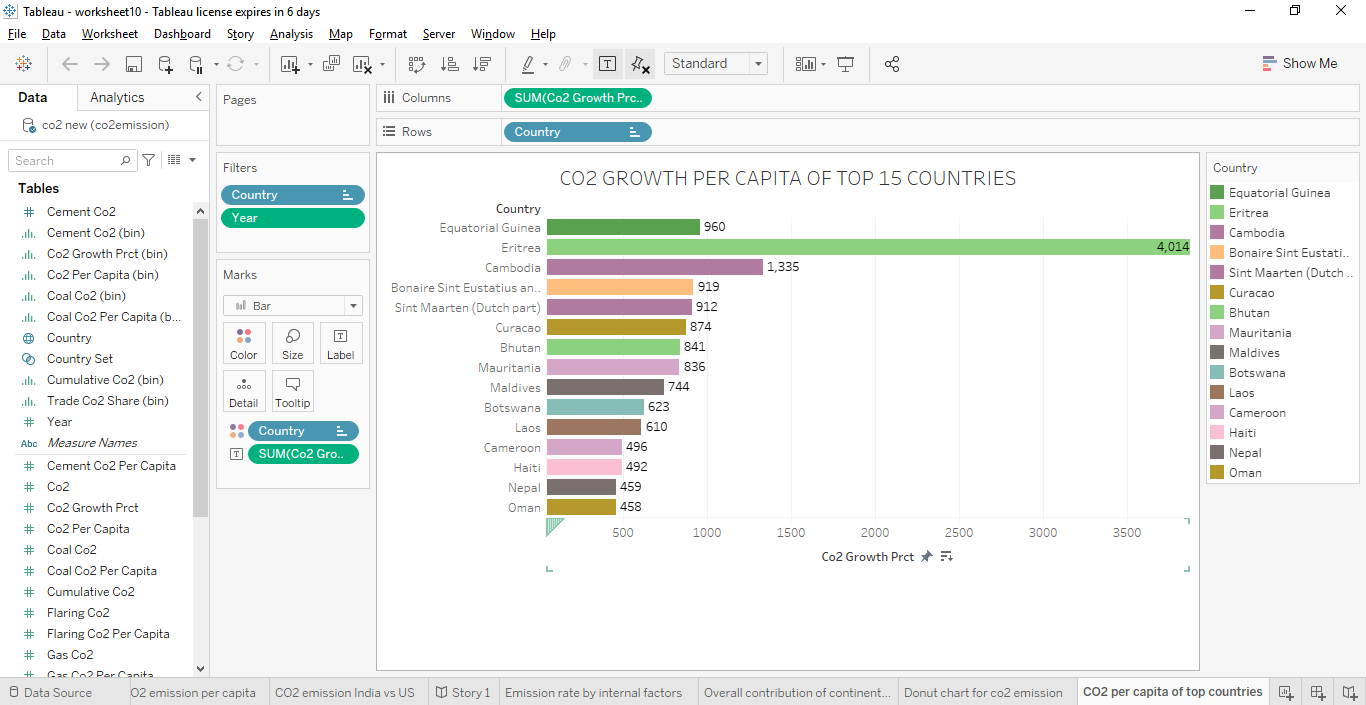 Tableau - worksheet10 - Tableau license expires in 6 days
File Data Worksheet Dashboard Story Analysis Map Format Server Window Help
Standard
Show Me
Data
Analytics
co2 new (co2emission)
Search
Tables
Cement Co2
Cement Co2 (bin)
Co2 Growth Prct (bin)
Co2 Per Capita (bin)
Coal Co2 (bin)
Coal Co2 Per Capita (b...
Country
Country Set
Cumulative Co2 (bin)
Trade Co2 Share (bin)
Year
Abc Measure Names
Cement Co2 Per Capita
Co2
Co2 Growth Prct
Co2 Per Capita
Coal Co2
Coal Co2 Per Capita
Cumulative Co2
Flaring Co2
Flaring Co2 Per Capita
Gas Co2
Gas Co2 Per Capita
Pages
Filters
Country
Year
Marks
Bar
Color Size Label
Detail Tooltip
Country
SUM(Co2 Gro..
Columns
SUM(Co2 Growth Prc..
Rows
Country
CO2 GROWTH PER CAPITA OF TOP 15 COUNTRIES
Country
Equatorial Guinea 960
Eritrea 4,014
Cambodia 1,335
Bonaire Sint Eustatius an.. 919
Sint Maarten (Dutch part) 912
Curacao 874
Bhutan 841
Mauritania 836
Maldives 744
Botswana 623
Laos 610
Cameroon 496
Haiti 492
Nepal 459
Oman 458
500 1000 1500 2000 2500 3000 3500
Co2 Growth Prct
Country
Equatorial Guinea
Eritrea
Cambodia
Bonaire Sint Eustati..
Sint Maarten (Dutch ..
Curacao
Bhutan
Mauritania
Maldives
Botswana
Laos
Cameroon
Haiti
Nepal
Oman
Data Source
O2 emission per capita
CO2 emission India vs US
Story 1
Emission rate by internal factors
Overall contribution of continent...
Donut chart for co2 emission
CO2 per capita of top countries